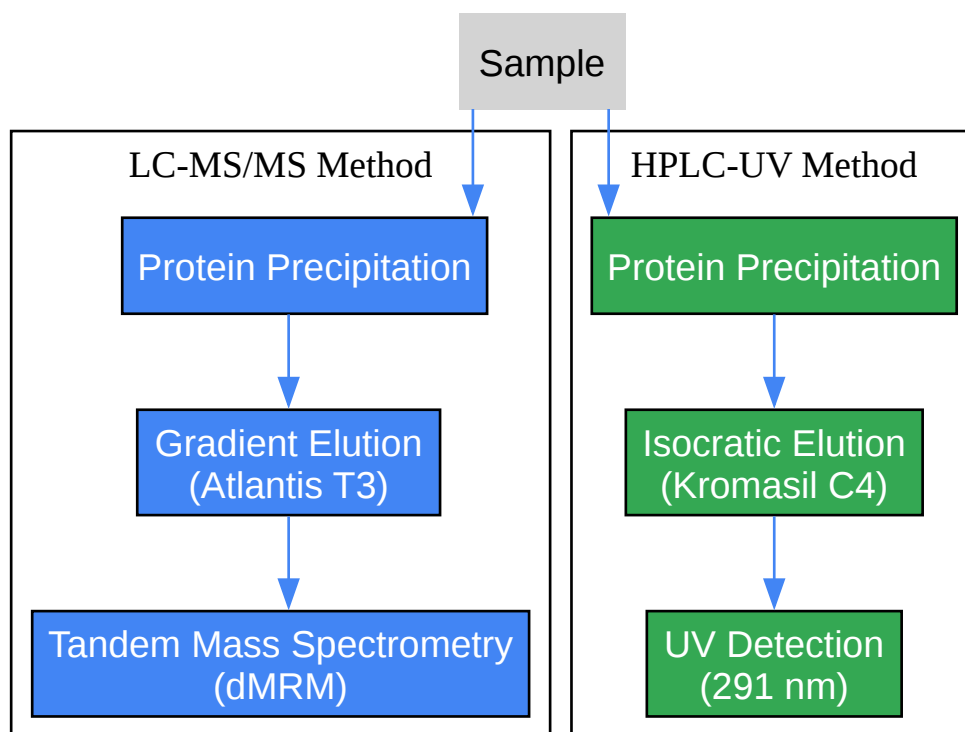 Sample
LC-MS/MS Method
Protein Precipitation
Gradient Elution
(Atlantis T3)
Tandem Mass Spectrometry
(dMRM)
HPLC-UV Method
Protein Precipitation
Isocratic Elution
(Kromasil C4)
UV Detection
(291 nm)